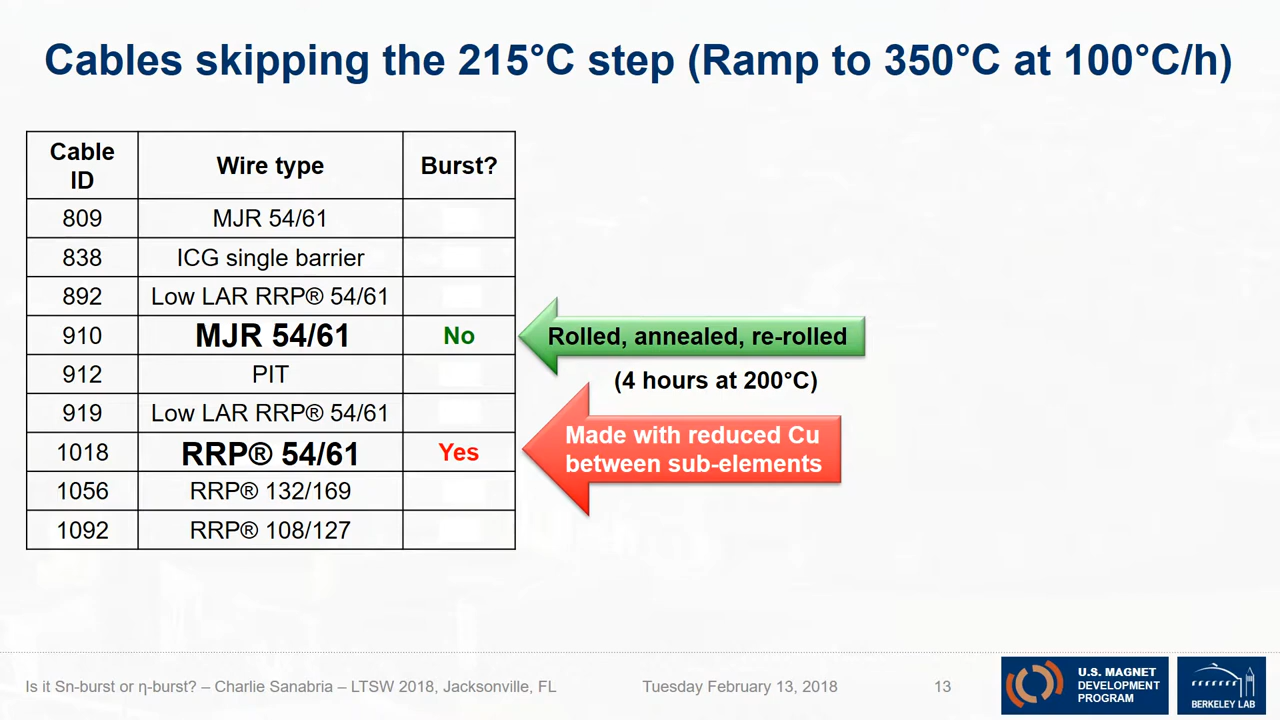 Cables skipping the 215°C step (Ramp to 350°C at 100°C/h)
Cable ID Wire type Burst?
809 MJR 54/61
838 ICG single barrier
892 Low LAR RRP® 54/61
910 MJR 54/61 No
Rolled, annealed, re-rolled
(4 hours at 200°C)
912 PIT
919 Low LAR RRP® 54/61
1018 RRP® 54/61 Yes
Made with reduced Cu
between sub-elements
1056 RRP® 132/169
1092 RRP® 108/127
Is it Sn-burst or η-burst? – Charlie Sanabria – LTSW 2018, Jacksonville, FL
Tuesday February 13, 2018
13
U.S. MAGNET
DEVELOPMENT
PROGRAM
BERKELEY LAB